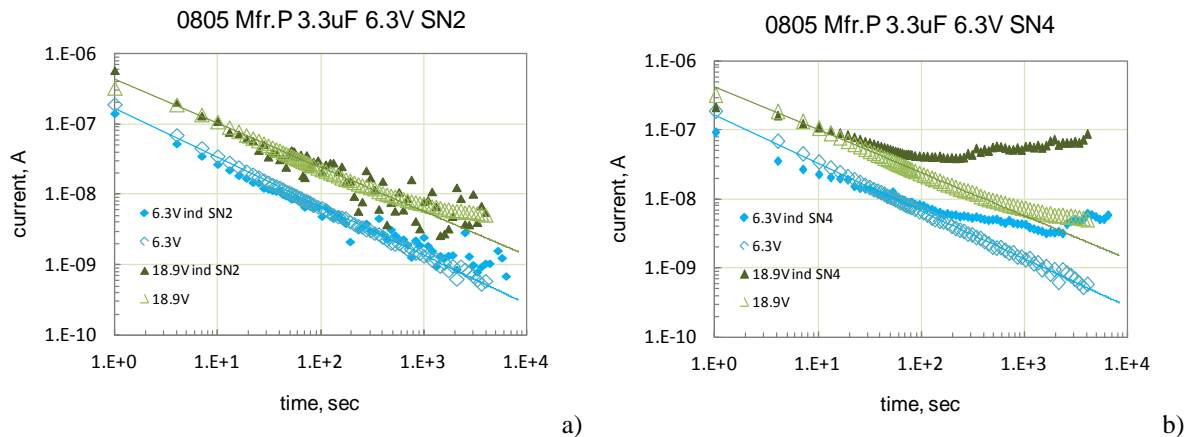 0805 Mfr.P 3.3uF 6.3V SN2
1.E-06
1.E-07
1.E-08
1.E-09
1.E-10
current, A
6.3V ind SN2
6.3V
18.9V ind SN2
18.9V
1.E+0 1.E+1 1.E+2 1.E+3 1.E+4
time, sec
a)
0805 Mfr.P 3.3uF 6.3V SN4
1.E-06
1.E-07
1.E-08
1.E-09
1.E-10
current, A
6.3V ind SN4
6.3V
18.9V ind SN4
18.9V
1.E+0 1.E+1 1.E+2 1.E+3 1.E+4
time, sec
b)